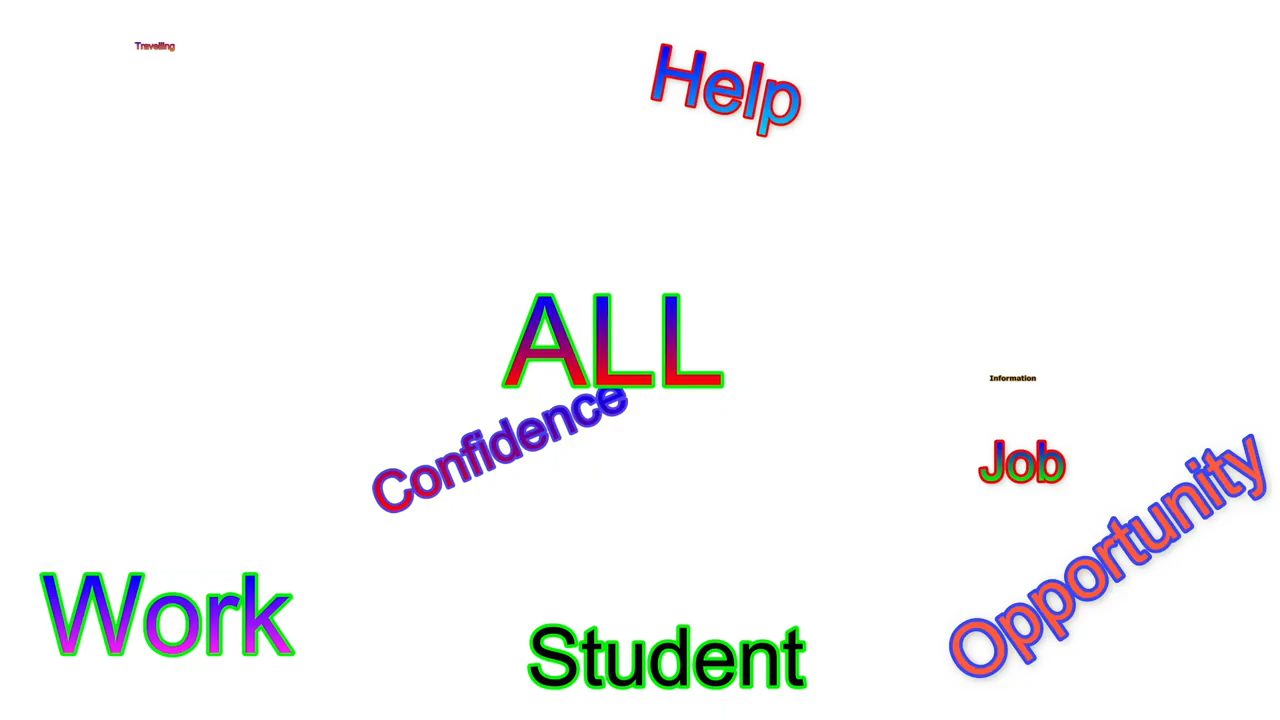 Travelling
Help
ALL
Information
Confidence
Job
Opportunity
Work
Student